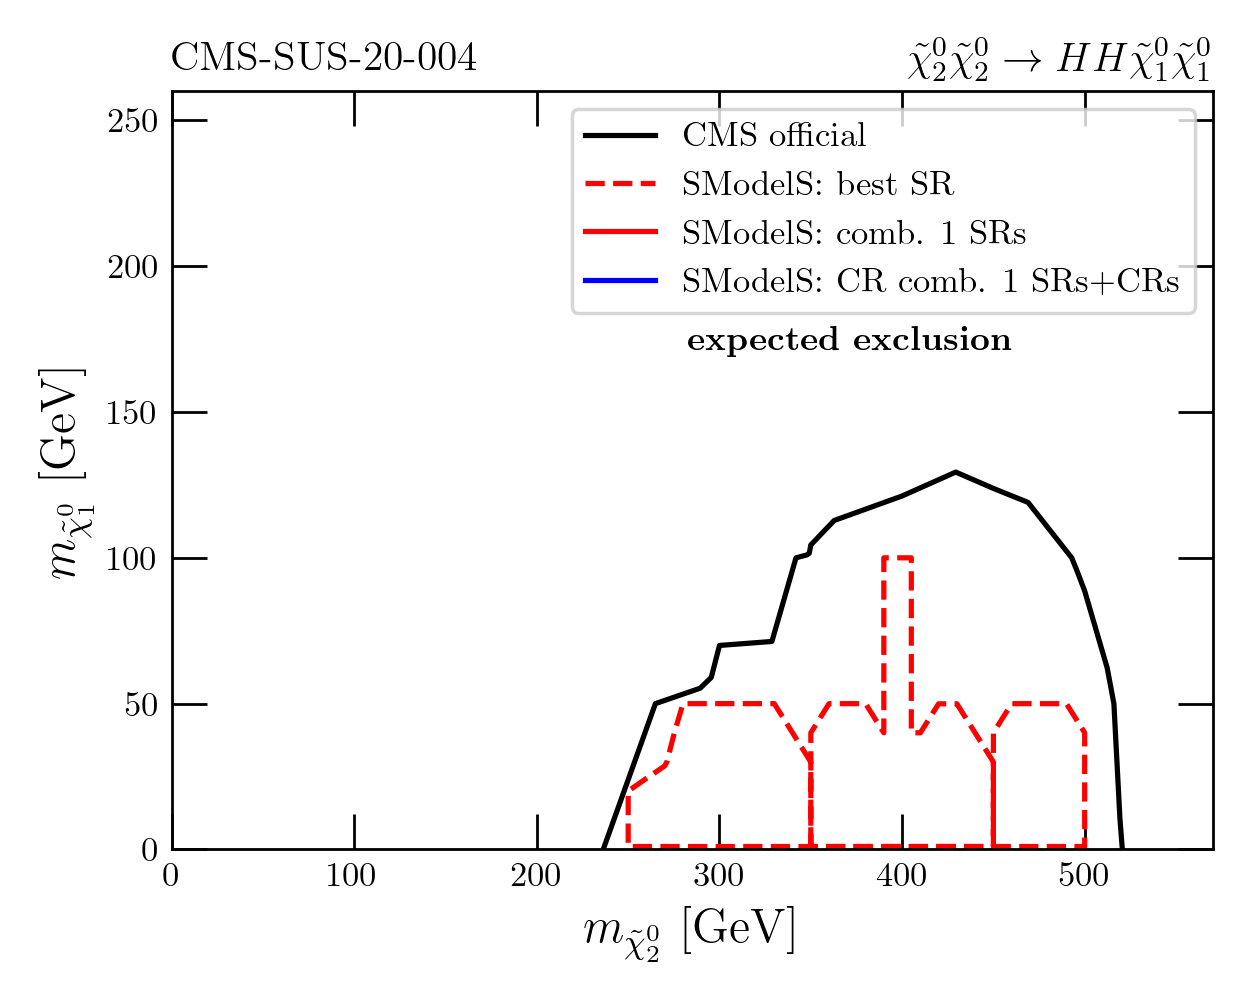 CMS-SUS-20-004
χ̃⁰₂χ̃⁰₂ → HHχ̃⁰₁χ̃⁰₁
CMS official
SModelS: best SR
SModelS: comb. 1 SRs
SModelS: CR comb. 1 SRs+CRs
expected exclusion
m_χ̃⁰₁ [GeV]
250
200
150
100
50
0
0 100 200 300 400 500
m_χ̃⁰₂ [GeV]